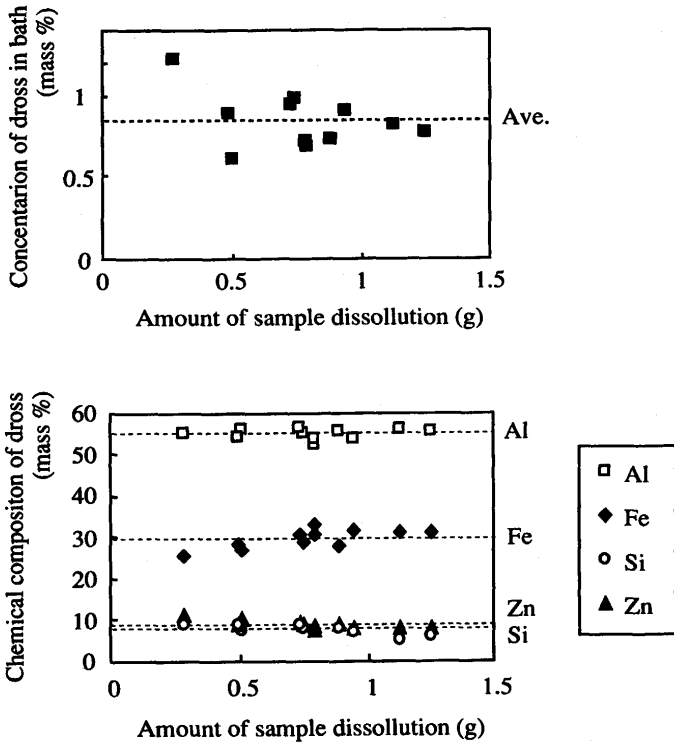 Concentarion of dross in bath
(mass %)
1
0.5
0
Ave.
0
0.5
1
1.5
Amount of sample dissollution (g)
Chemical compositon of dross
(mass %)
60
50
40
30
20
10
0
Al
Fe
Zn
Si
0
0.5
1
1.5
Amount of sample dissollution (g)
Al
Fe
Si
Zn